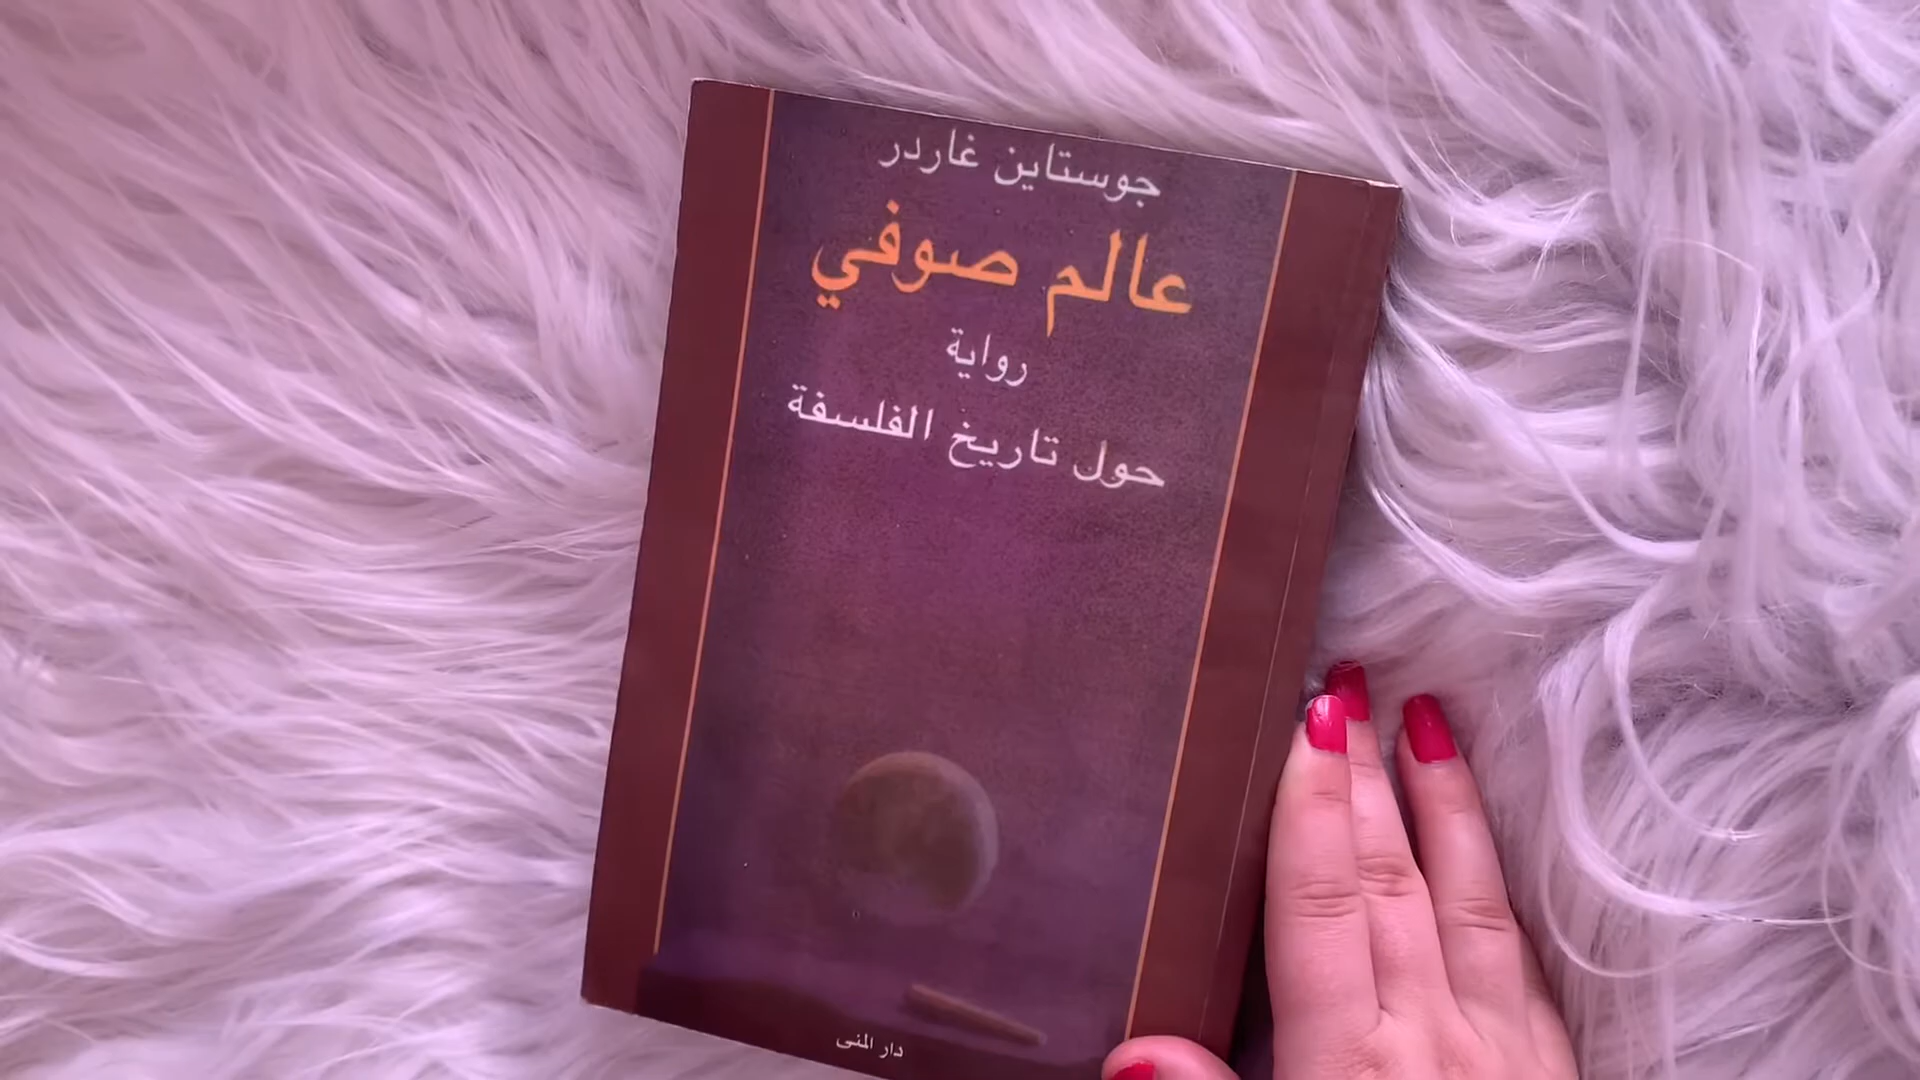 جوستاين غاردر
عالم صوفي
رواية
حول تاريخ الفلسفة
دار المنى